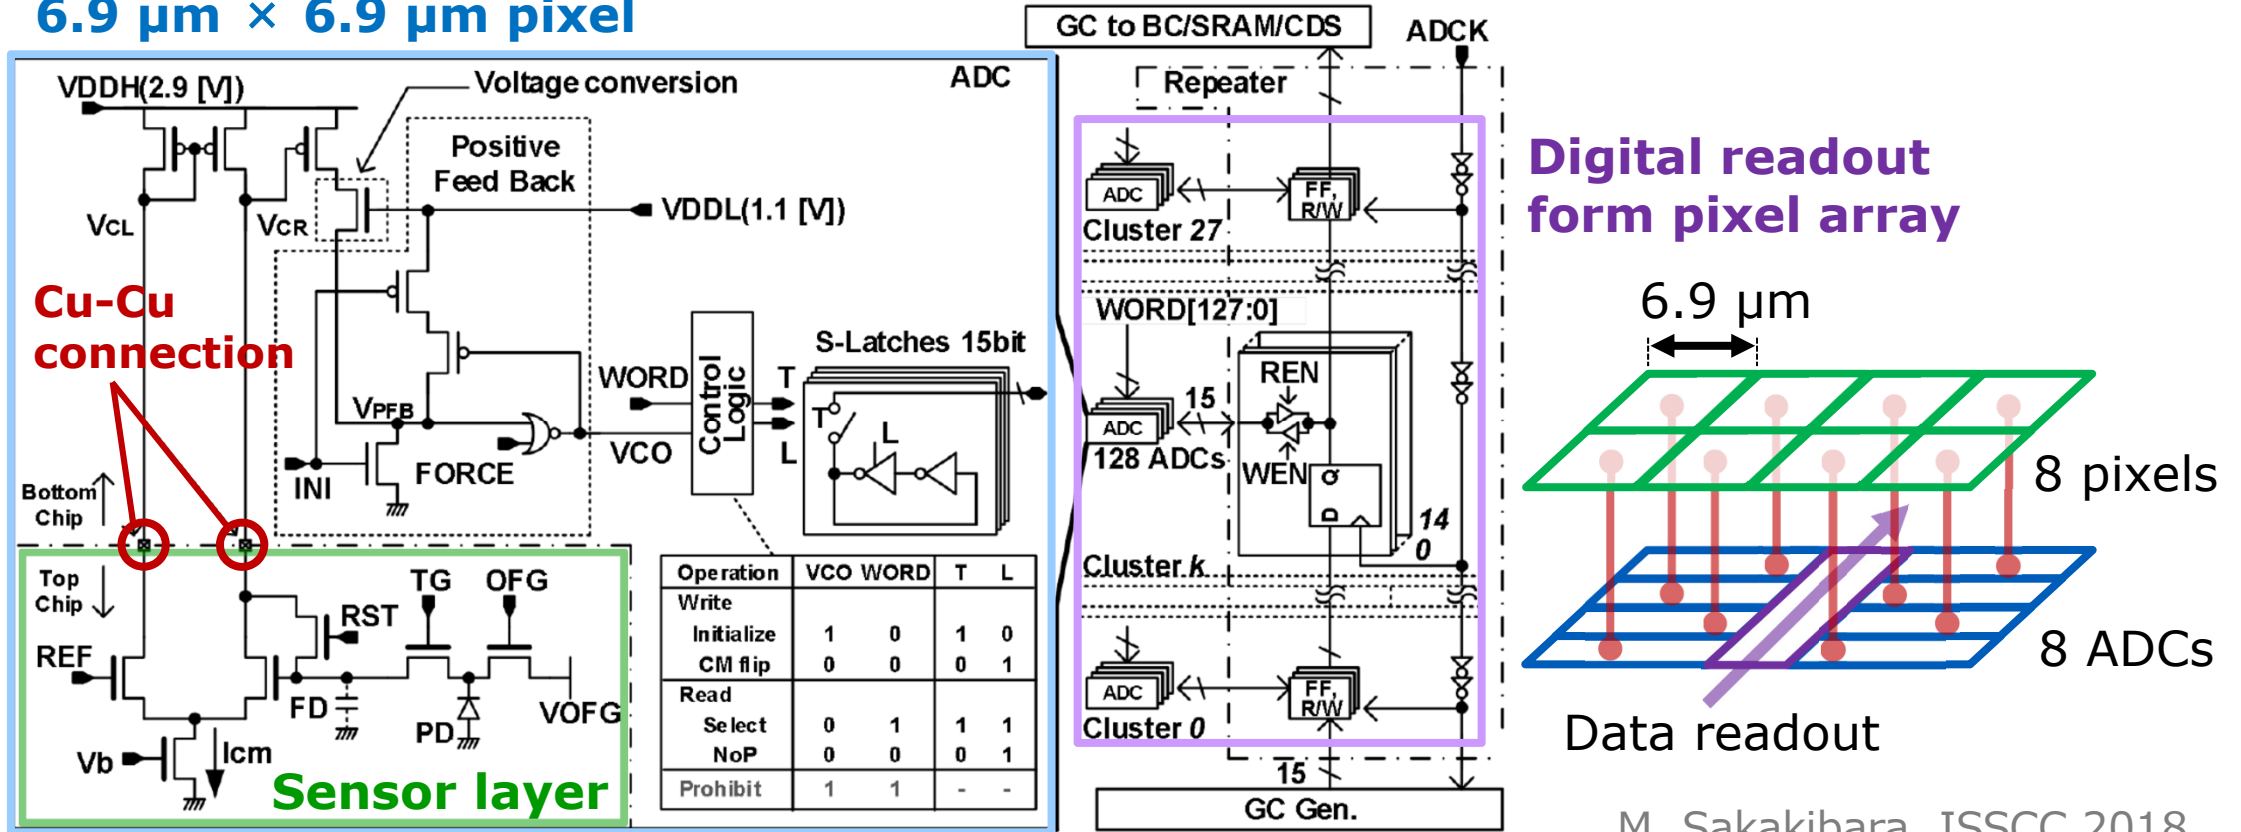 6.9 µm × 6.9 µm pixel
GC to BC/SRAM/CDS
ADCK
VDDH(2.9 [V])
Voltage conversion
ADC
Repeater
Positive
Feed Back
VCL
VCR
VDDL(1.1 [V])
ADC
FF,
R/W
Cluster 27
Digital readout
form pixel array
Cu-Cu
connection
6.9 µm
WORD[127:0]
S-Latches 15bit
WORD
Control
Logic
T
T
L
L
VPFB
VCO
INI
FORCE
REN
15
ADC
128 ADCs
WEN
Q
D
14
0
Cluster k
8 pixels
Bottom
Chip
Top
Chip
TG
OFG
RST
REF
FD
PD
VOFG
Vb
Icm
Sensor layer
Operation VCO WORD T L
Write
Initialize 1 0 1 0
CM flip 0 0 0 1
Read
Select 0 1 1 1
NoP 0 0 0 1
Prohibit 1 1 - -
ADC
FF,
R/W
Cluster 0
15
GC Gen.
8 ADCs
Data readout
M. Sakakibara, ISSCC 2018